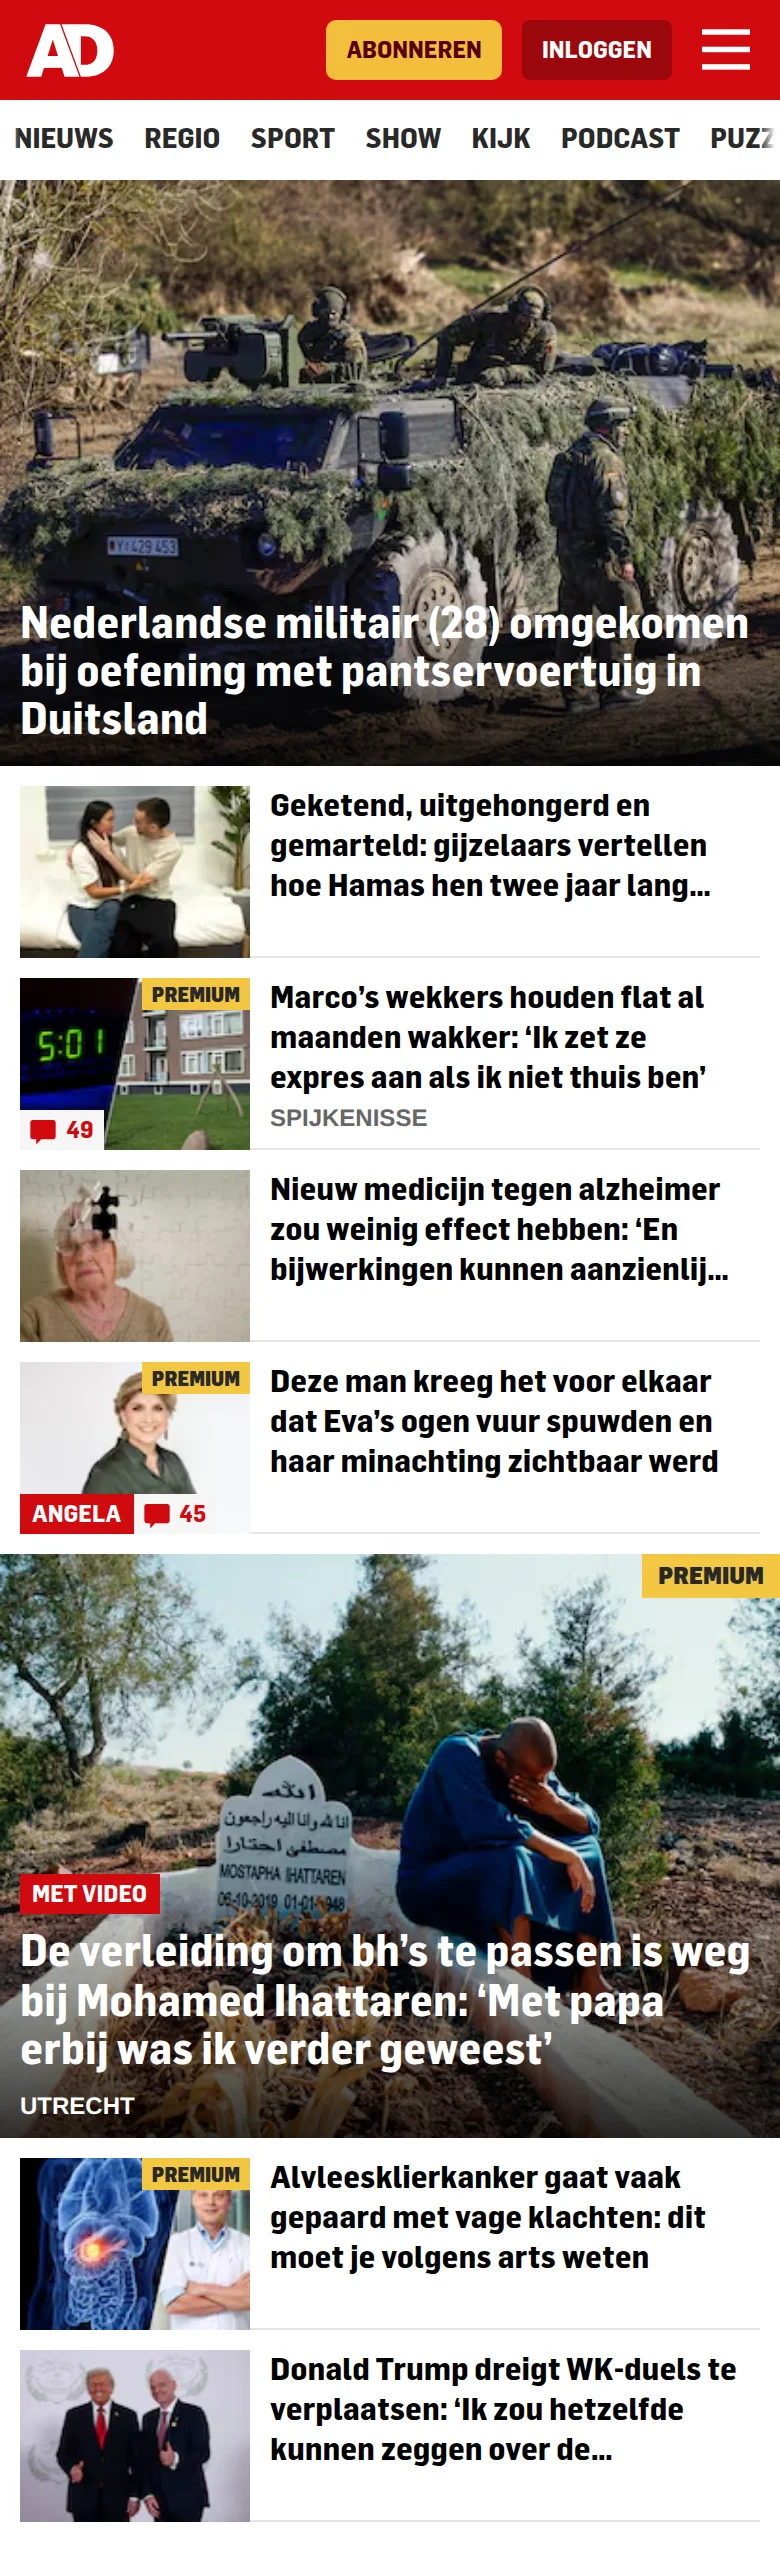 AD
ABONNEREN
INLOGGEN
NIEUWS REGIO SPORT SHOW KIJK PODCAST PUZZ
Nederlandse militair (28) omgekomen
bij oefening met pantservoertuig in
Duitsland
Geketend, uitgehongerd en
gemarteld: gijzelaars vertellen
hoe Hamas hen twee jaar lang...
PREMIUM
5:01
49
Marco’s wekkers houden flat al
maanden wakker: ‘Ik zet ze
expres aan als ik niet thuis ben’
SPIJKENISSE
Nieuw medicijn tegen alzheimer
zou weinig effect hebben: ‘En
bijwerkingen kunnen aanzienlij...
PREMIUM
ANGELA
45
Deze man kreeg het voor elkaar
dat Eva’s ogen vuur spuwden en
haar minachting zichtbaar werd
PREMIUM
انا لله وانا اليه راجعون
MOSTAPHA IHATTAREN
MET VIDEO
De verleiding om bh’s te passen is weg
bij Mohamed Ihattaren: ‘Met papa
erbij was ik verder geweest’
UTRECHT
PREMIUM
Alvleesklierkanker gaat vaak
gepaard met vage klachten: dit
moet je volgens arts weten
Donald Trump dreigt WK-duels te
verplaatsen: ‘Ik zou hetzelfde
kunnen zeggen over de...